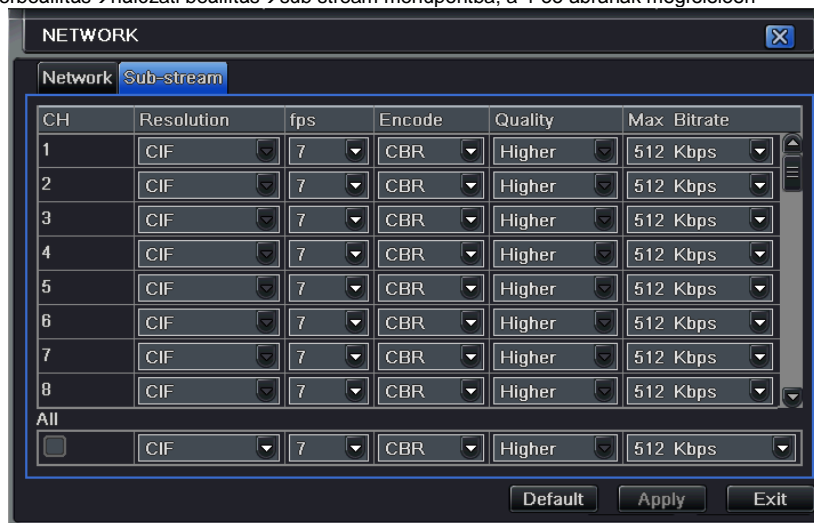 hálózati beállítás sub stream menüpontba, a 4-35 ábrának megfelelően
NETWORK
Network Sub-stream
CH Resolution fps Encode Quality Max Bitrate
1 CIF 7 CBR Higher 512 Kbps
2 CIF 7 CBR Higher 512 Kbps
3 CIF 7 CBR Higher 512 Kbps
4 CIF 7 CBR Higher 512 Kbps
5 CIF 7 CBR Higher 512 Kbps
6 CIF 7 CBR Higher 512 Kbps
7 CIF 7 CBR Higher 512 Kbps
8 CIF 7 CBR Higher 512 Kbps
All
CIF 7 CBR Higher 512 Kbps
Default Apply Exit